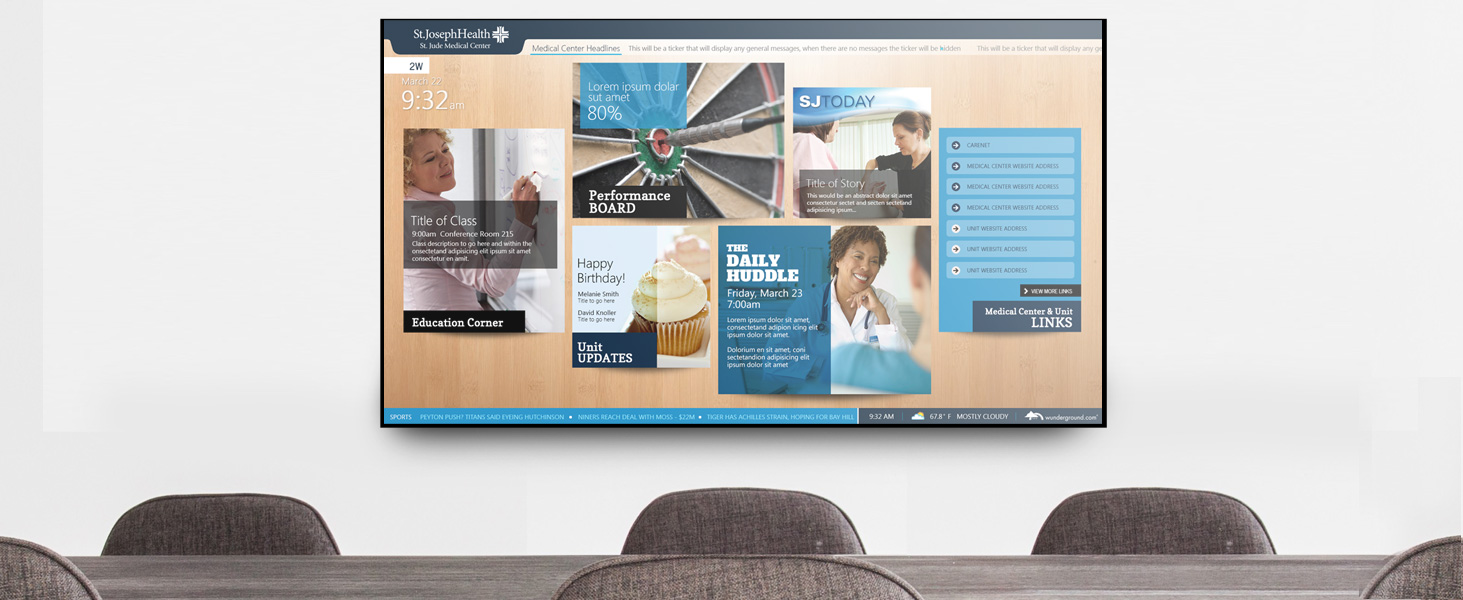 St.JosephHealth
St. Jude Medical Center
Medical Center Headlines This will be a ticker that will display any general messages, when there are no messages the ticker will be hidden This will be a ticker that will display any ge
2W
March 22
9:32am
Title of Class
9:00am Conference Room 215
Class description to go here and within the
onsectetand adipisicing elit ipsum sit amet
consectetur en amit.
Education Corner
Lorem ipsum dolar
sut amet
80%
Performance
BOARD
SJTODAY
Title of Story
This would be an abstract dolor sit amet
consectetur sectet and secten sectetand
adipisicing ipsum...
Happy
Birthday!
Melanie Smith
Title to go here
David Knoller
Title to go here
Unit
UPDATES
THE
DAILY
HUDDLE
Friday, March 23
7:00am
Lorem ipsum dolor sit amet,
consectetand adipion icing elit
ipsum dolor sit amet.
Dolorium en sit amet, coni
sectetandion adipisicing elit
ipsum dolor sit amet
CARENET
MEDICAL CENTER WEBSITE ADDRESS
MEDICAL CENTER WEBSITE ADDRESS
MEDICAL CENTER WEBSITE ADDRESS
UNIT WEBSITE ADDRESS
UNIT WEBSITE ADDRESS
UNIT WEBSITE ADDRESS
VIEW MORE LINKS
Medical Center & Unit
LINKS
SPORTS PEYTON PUSH? TITANS SAID EYEING HUTCHINSON • NINERS REACH DEAL WITH MOSS - $22M • TIGER HAS ACHILLES STRAIN, HOPING FOR BAY HILL 9:32 AM 67.8° F MOSTLY CLOUDY wunderground.com